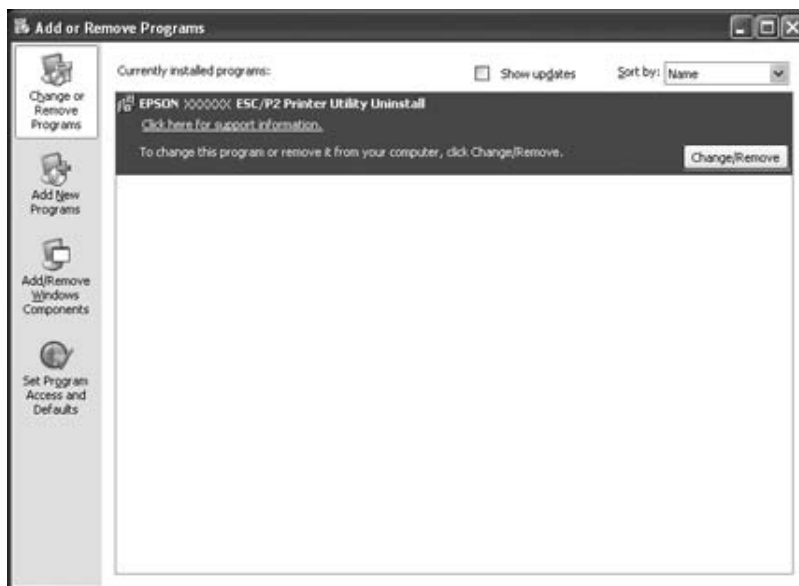 Add or Remove Programs
Change or
Remove
Programs
Add New
Programs
Add/Remove
Windows
Components
Set Program
Access and
Defaults
Currently installed programs:
Show updates
Sort by: Name
EPSON XXXXXX ESC/P2 Printer Utility Uninstall
Click here for support information.
To change this program or remove it from your computer, click Change/Remove.
Change/Remove